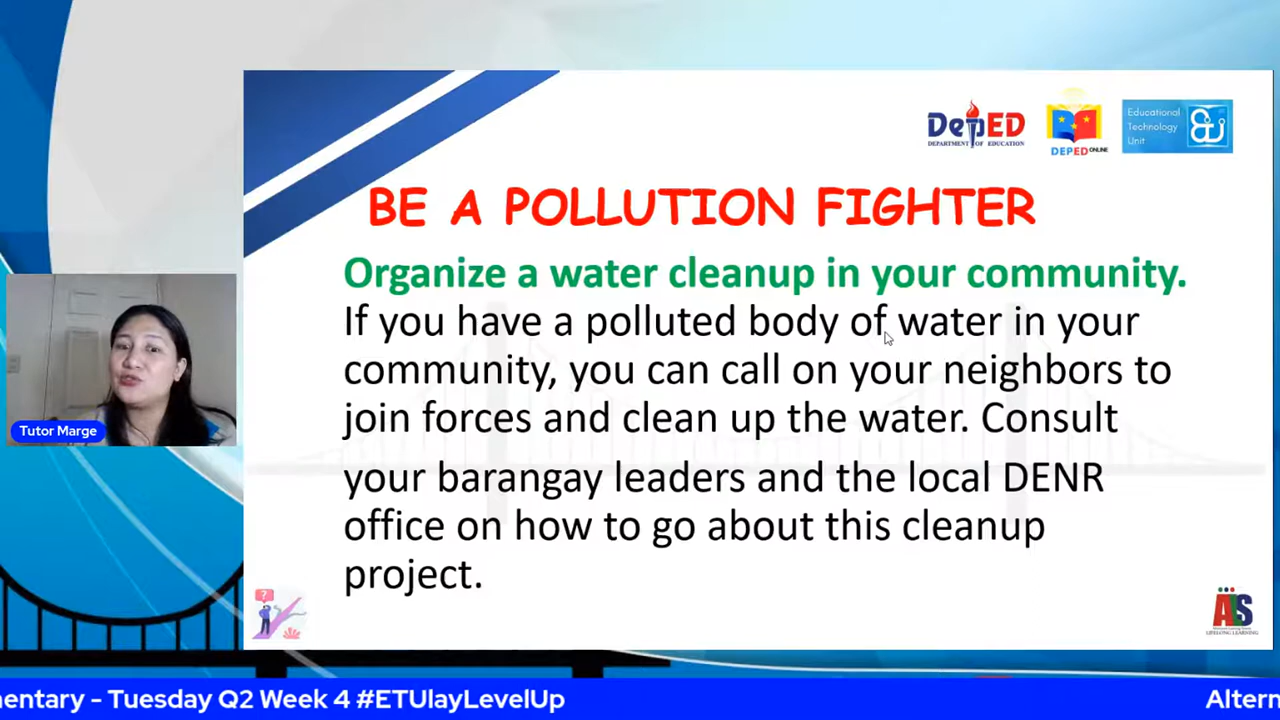 DepED
DEPARTMENT OF EDUCATION
DEPED ONLINE
Educational
Technology
Unit
BE A POLLUTION FIGHTER
Organize a water cleanup in your community.
If you have a polluted body of water in your
community, you can call on your neighbors to
join forces and clean up the water. Consult
your barangay leaders and the local DENR
office on how to go about this cleanup
project.
Tutor Marge
?
ALS
LIFELONG LEARNING
mentary - Tuesday Q2 Week 4 #ETUlayLevelUp
Altern